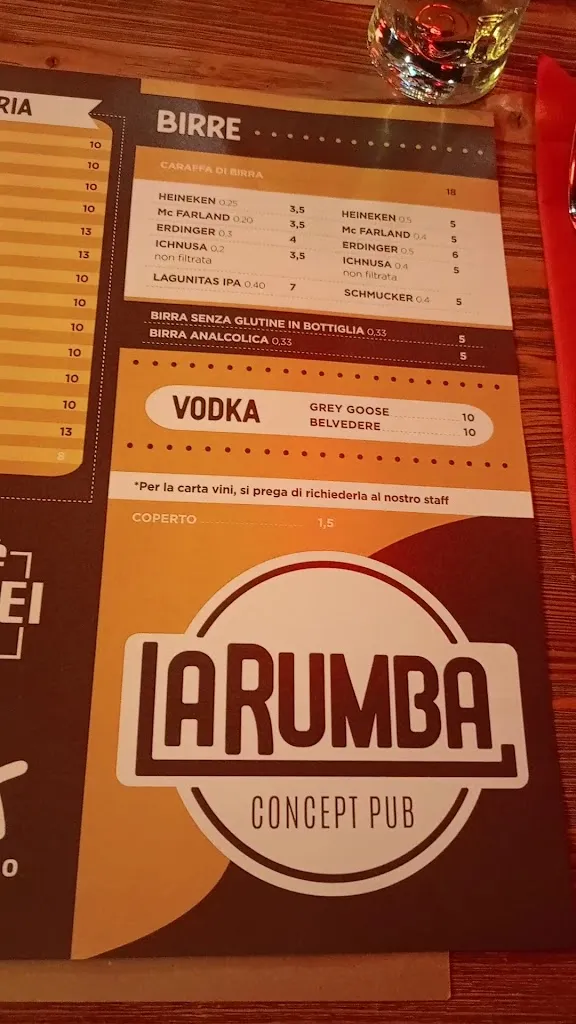 RIA
10
10
10
10
13
13
10
10
10
10
10
10
13
8
EI
O
BIRRE
CARAFFA DI BIRRA 18
HEINEKEN 0.25 3,5
Mc FARLAND 0.20 3,5
ERDINGER 0.3 4
ICHNUSA 0.2 3,5
non filtrata
LAGUNITAS IPA 0.40 7
HEINEKEN 0.5 5
Mc FARLAND 0.4 5
ERDINGER 0.5 6
ICHNUSA 0.4 5
non filtrata
SCHMUCKER 0.4 5
BIRRA SENZA GLUTINE IN BOTTIGLIA 0,33 5
BIRRA ANALCOLICA 0,33 5
VODKA
GREY GOOSE 10
BELVEDERE 10
*Per la carta vini, si prega di richiederla al nostro staff
COPERTO 1,5
LARUMBA
CONCEPT PUB